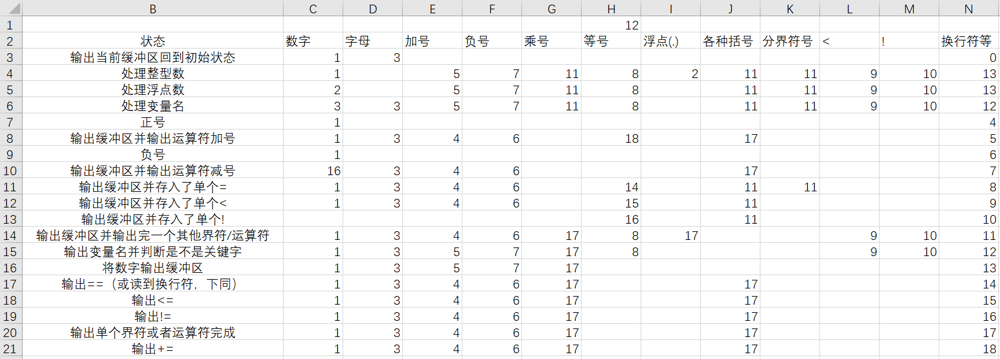 B C D E F G H I J K L M N
1 12
2 状态 数字 字母 加号 负号 乘号 等号 浮点(.) 各种括号 分界符号 < ! 换行符等
3 输出当前缓冲区回到初始状态 1 3 0
4 处理整型数 1 5 7 11 8 2 11 11 9 10 13
5 处理浮点数 2 5 7 11 8 11 11 9 10 13
6 处理变量名 3 3 5 7 11 8 11 11 9 10 12
7 正号 1 4
8 输出缓冲区并输出运算符加号 1 3 4 6 18 17 5
9 负号 1 6
10 输出缓冲区并输出运算符减号 16 3 4 6 17 7
11 输出缓冲区并存入了单个= 1 3 4 6 14 11 11 8
12 输出缓冲区并存入了单个< 1 3 4 6 15 11 9
13 输出缓冲区并存入了单个! 16 11 10
14 输出缓冲区并输出完一个其他界符/运算符 1 3 4 6 17 8 17 9 10 11
15 输出变量名并判断是不是关键字 1 3 5 7 17 8 9 10 12
16 将数字输出缓冲区 1 3 5 7 17 13
17 输出==（或读到换行符，下同） 1 3 4 6 17 17 14
18 输出<= 1 3 4 6 17 17 15
19 输出!= 1 3 4 6 17 17 16
20 输出单个界符或者运算符完成 1 3 4 6 17 17 17
21 输出+= 1 3 4 6 17 17 18